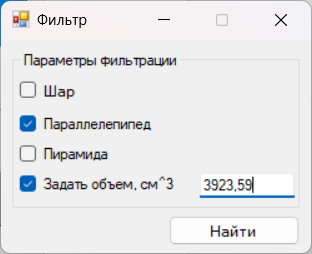 Фильтр
Параметры фильтрации
Шар
Параллелепипед
Пирамида
Задать объем, см^3 3923,59
Найти